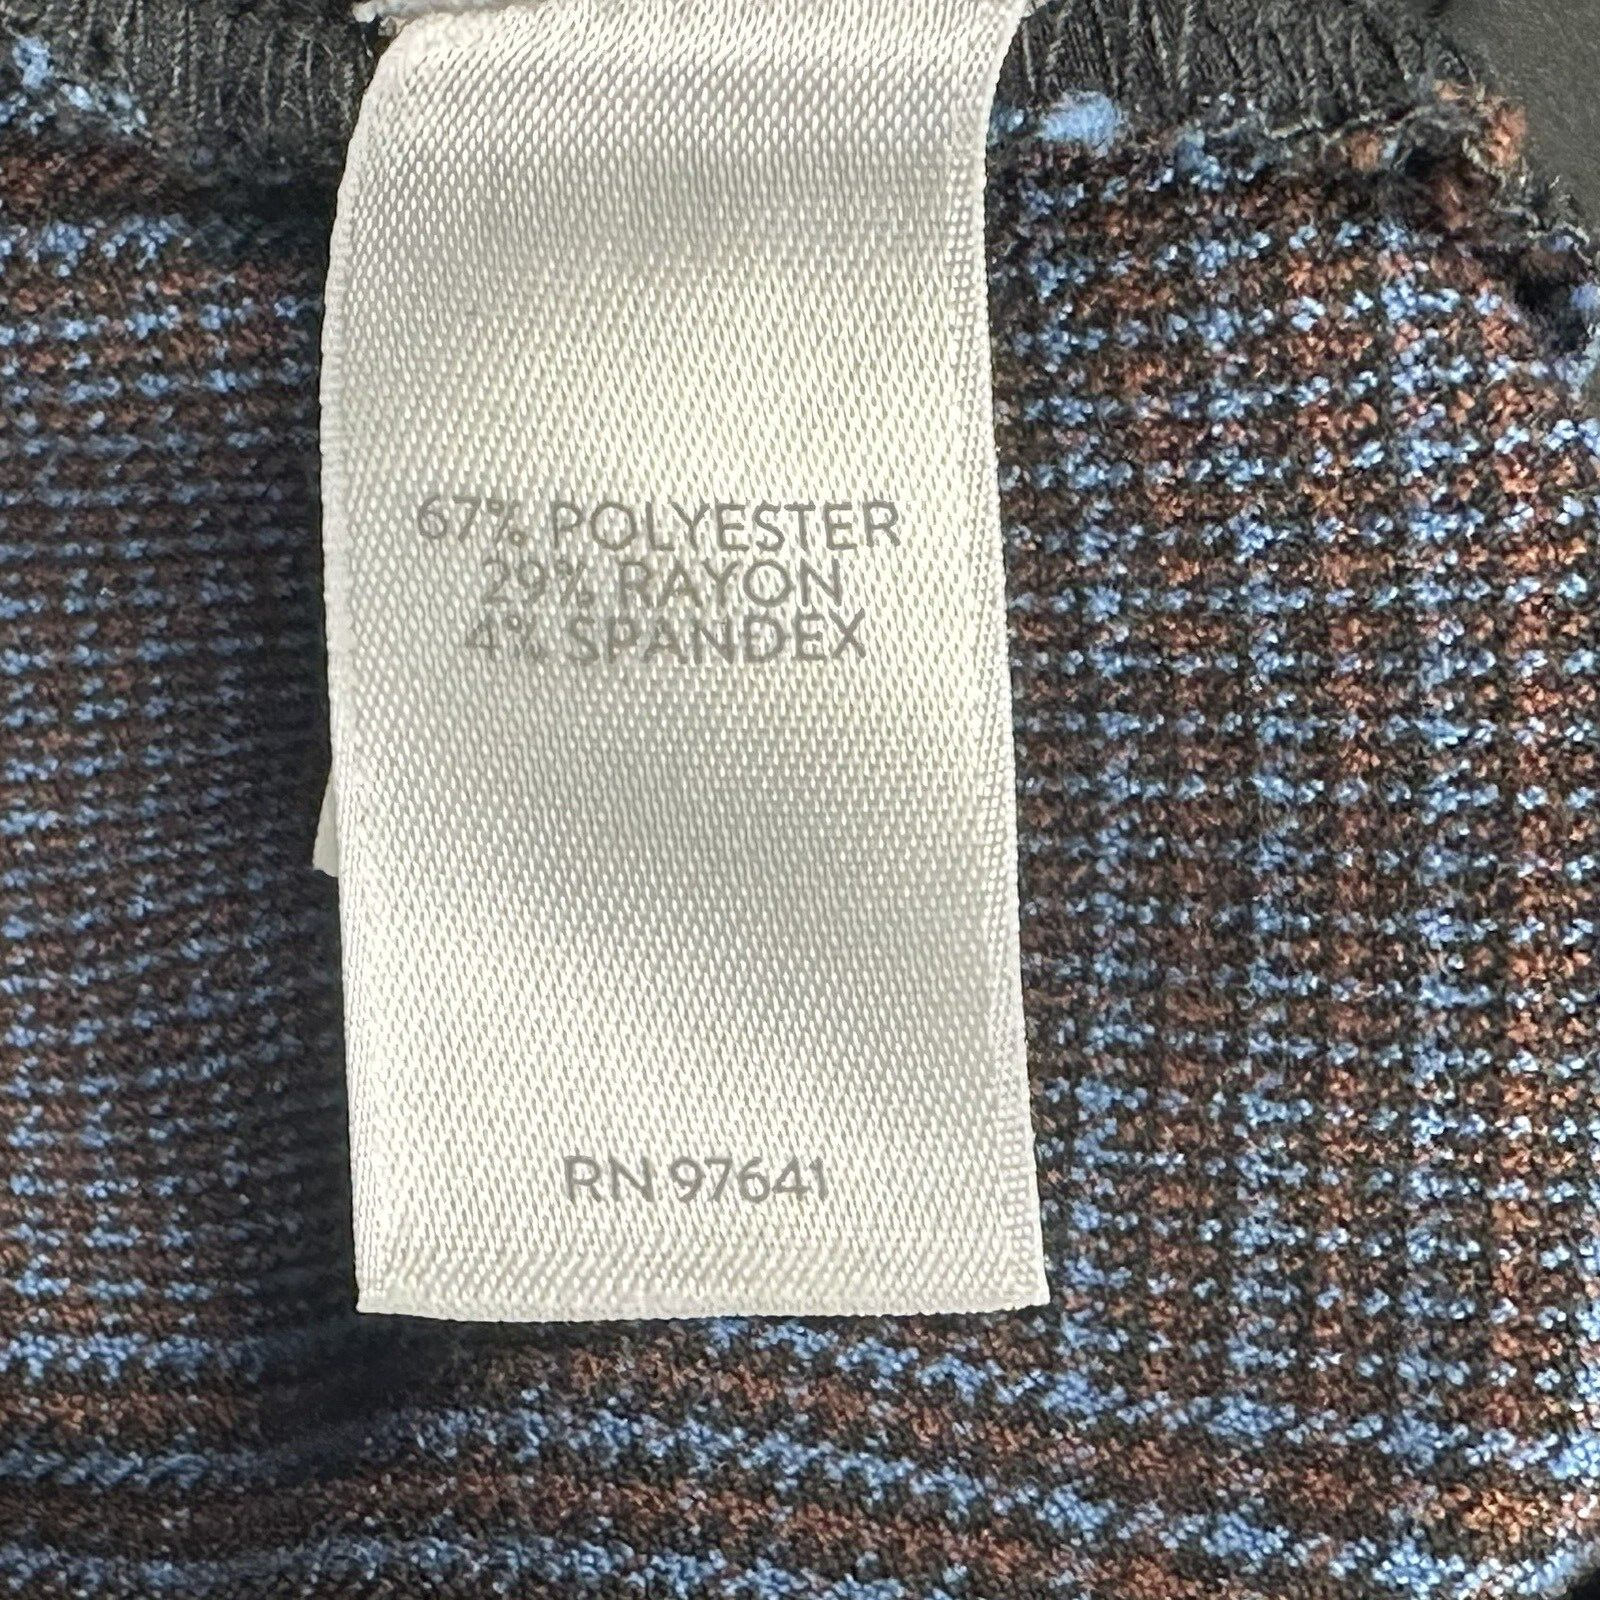 67% POLYESTER
29% RAYON
4% SPANDEX
RN 97641